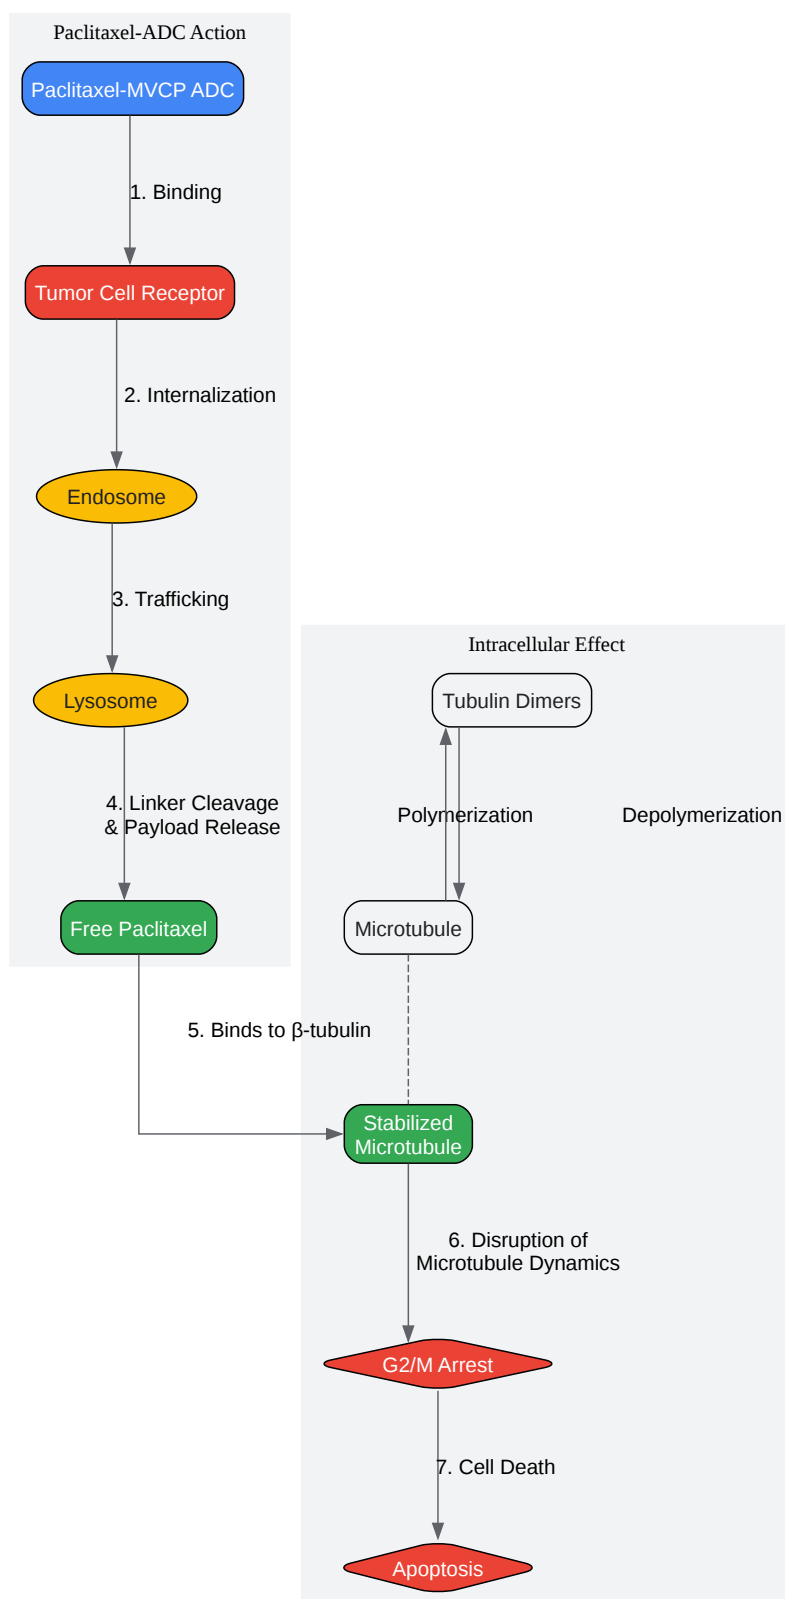 Paclitaxel-ADC Action
Paclitaxel-MVCP ADC
1. Binding
Tumor Cell Receptor
2. Internalization
Endosome
3. Trafficking
Lysosome
4. Linker Cleavage
& Payload Release
Free Paclitaxel
5. Binds to β-tubulin
Intracellular Effect
Tubulin Dimers
Polymerization
Depolymerization
Microtubule
Stabilized
Microtubule
6. Disruption of
Microtubule Dynamics
G2/M Arrest
7. Cell Death
Apoptosis